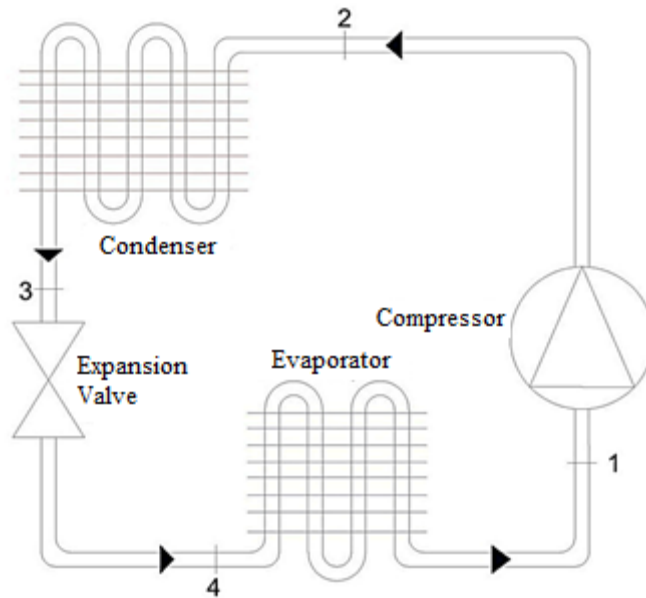 2
Condenser
3
Compressor
Expansion
Valve
Evaporator
1
4